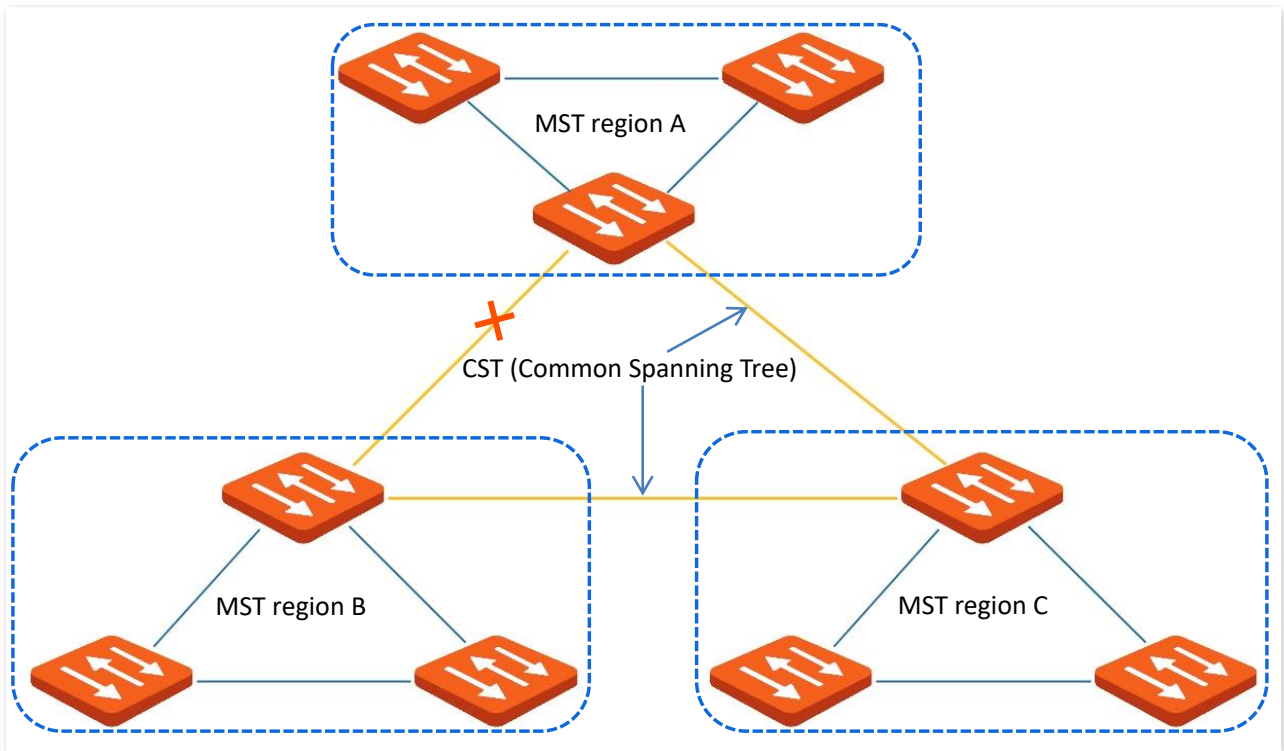 MST region A
CST (Common Spanning Tree)
MST region B
MST region C